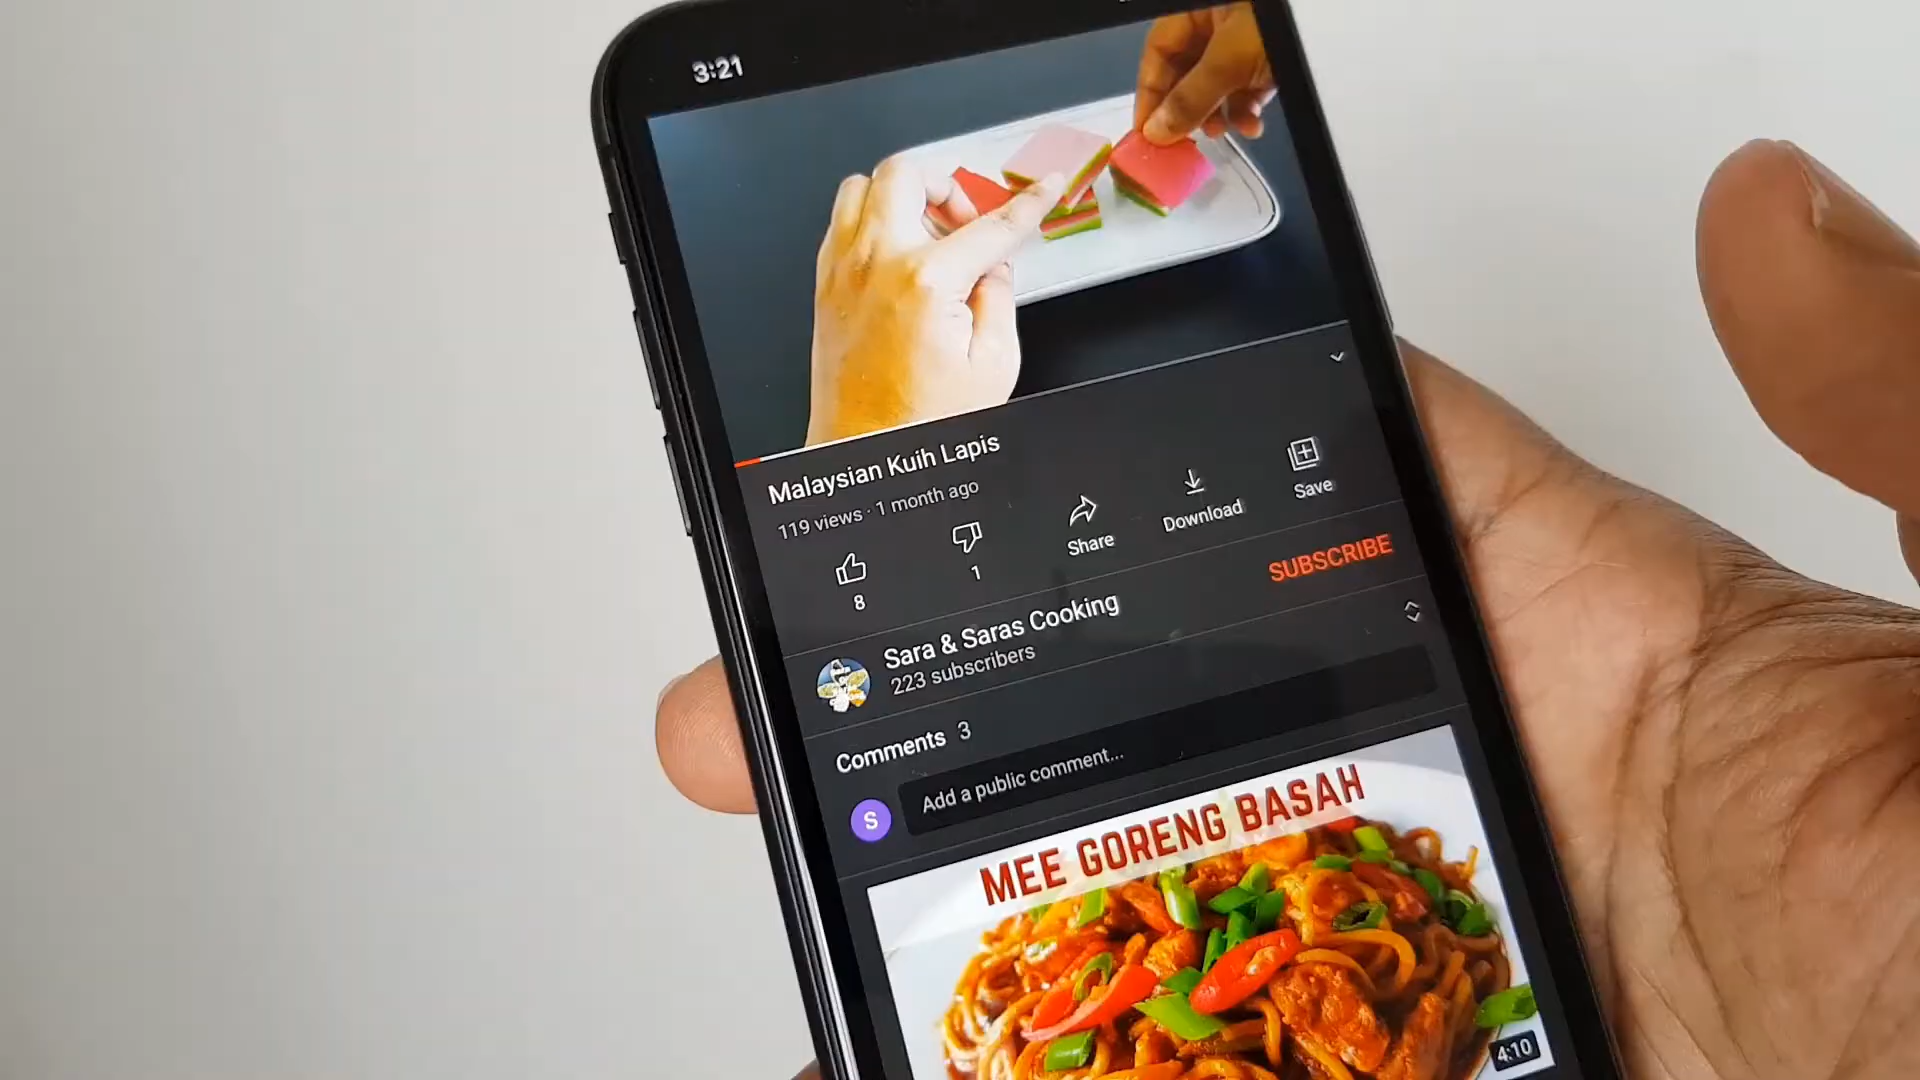 3:21
Malaysian Kuih Lapis
119 views · 1 month ago
8
1
Share
Download
Save
Sara & Saras Cooking
223 subscribers
SUBSCRIBE
Comments 3
S
Add a public comment...
MEE GORENG BASAH
4:10